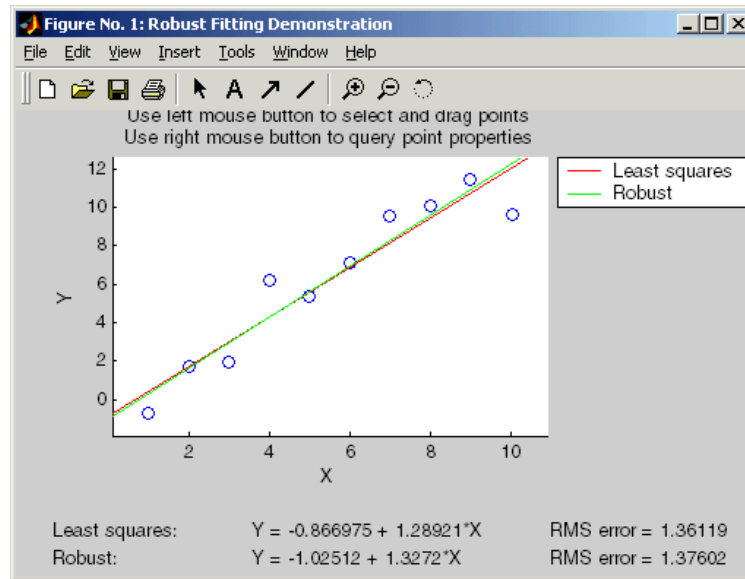 Figure No. 1: Robust Fitting Demonstration
File Edit View Insert Tools Window Help
A
Use left mouse button to select and drag points
Use right mouse button to query point properties
12
10
8
6
4
2
0
Y
2 4 6 8 10
X
Least squares
Robust
Least squares: Y = -0.866975 + 1.28921*X RMS error = 1.36119
Robust: Y = -1.02512 + 1.3272*X RMS error = 1.37602